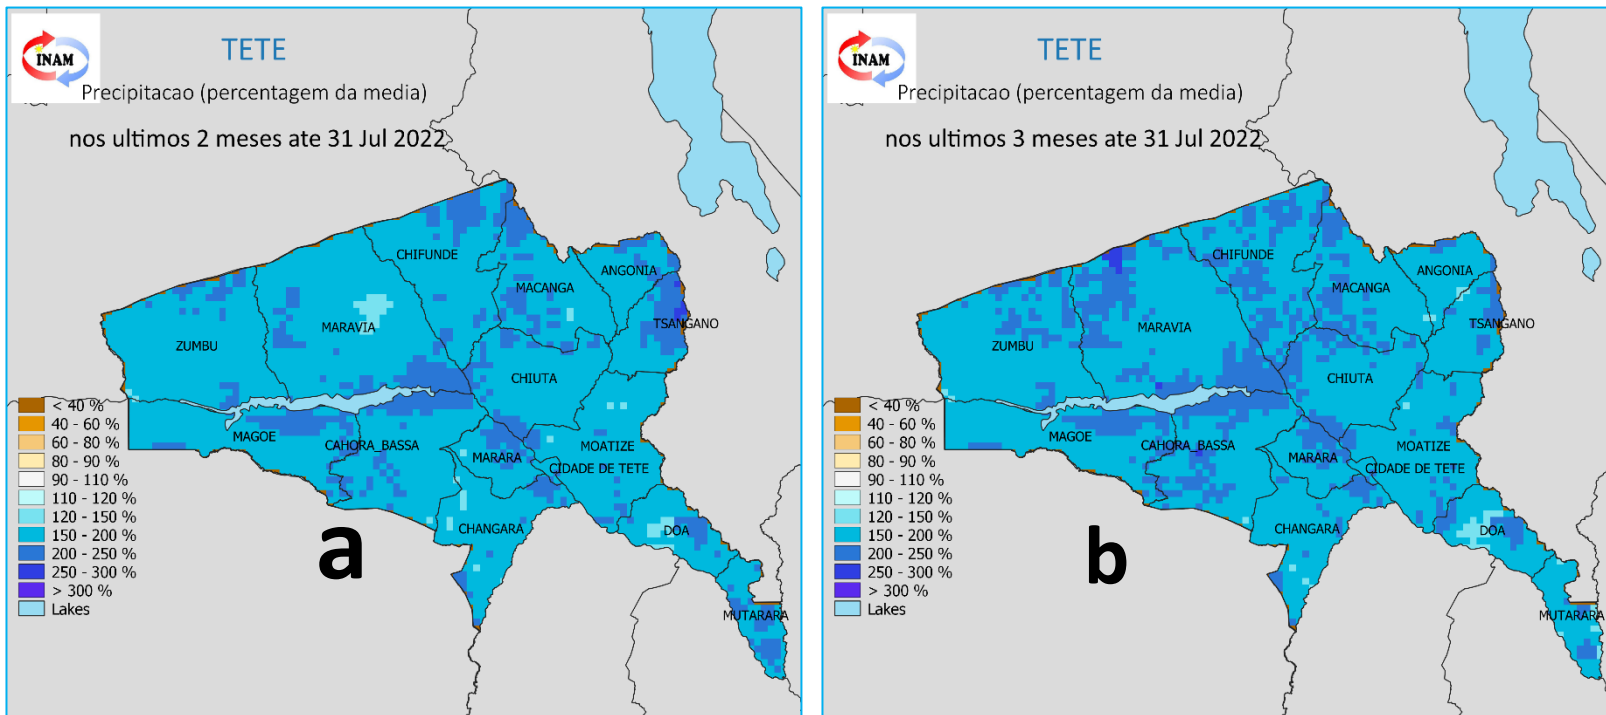 INAM
TETE
Precipitacao (percentagem da media)
nos ultimos 2 meses ate 31 Jul 2022
CHIFUNDE
ANGONIA
MACANGA
TSANGANO
MARAVIA
ZUMBU
CHIUTA
MAGOE
CAHORA_BASSA
MOATIZE
MARARA
CIDADE DE TETE
CHANGARA
DOA
MUTARARA
< 40 %
40 - 60 %
60 - 80 %
80 - 90 %
90 - 110 %
110 - 120 %
120 - 150 %
150 - 200 %
200 - 250 %
250 - 300 %
> 300 %
Lakes
a
INAM
TETE
Precipitacao (percentagem da media)
nos ultimos 3 meses ate 31 Jul 2022
CHIFUNDE
ANGONIA
MACANGA
TSANGANO
MARAVIA
ZUMBU
CHIUTA
MAGOE
CAHORA_BASSA
MOATIZE
MARARA
CIDADE DE TETE
CHANGARA
DOA
MUTARARA
< 40 %
40 - 60 %
60 - 80 %
80 - 90 %
90 - 110 %
110 - 120 %
120 - 150 %
150 - 200 %
200 - 250 %
250 - 300 %
> 300 %
Lakes
b